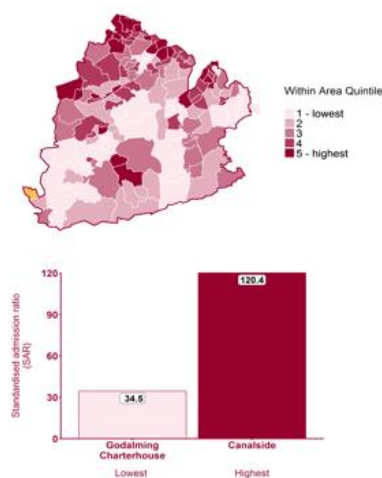 Within Area Quintile
1 - lowest
2
3
4
5 - highest
Standardised admission ratio
(SAR)
120
90
60
30
0
34.5
120.4
Godalming
Charterhouse
Canalside
Lowest
Highest